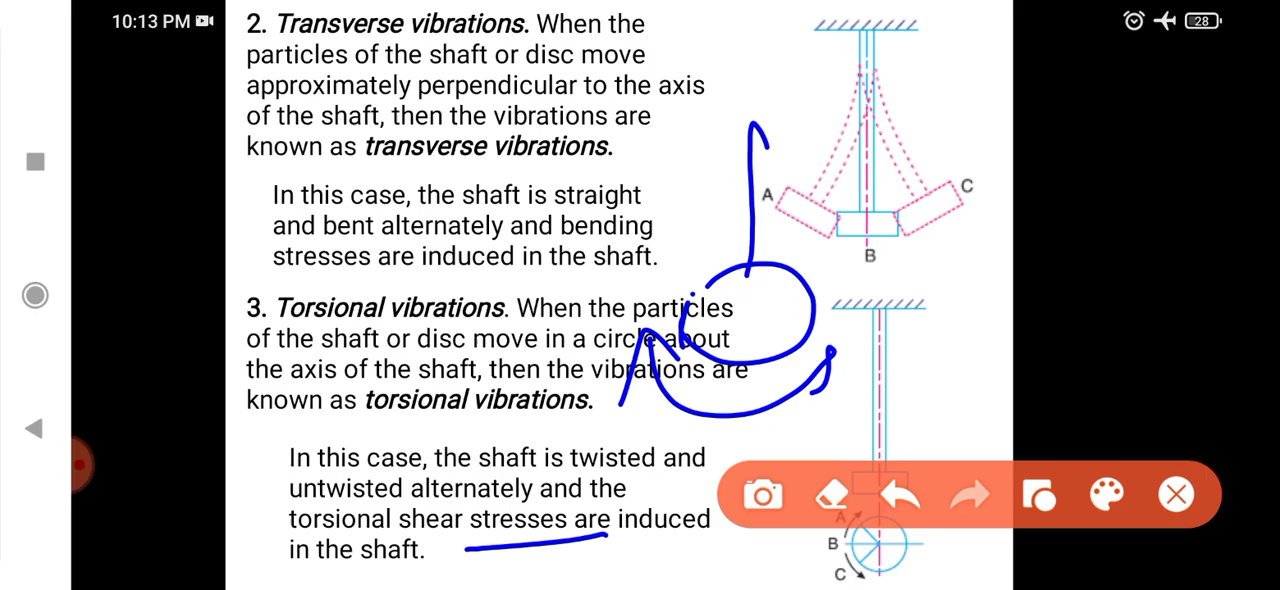 10:13 PM
28
2. Transverse vibrations. When the
particles of the shaft or disc move
approximately perpendicular to the axis
of the shaft, then the vibrations are
known as transverse vibrations.
In this case, the shaft is straight
and bent alternately and bending
stresses are induced in the shaft.
A
C
B
3. Torsional vibrations. When the particles
of the shaft or disc move in a circle about
the axis of the shaft, then the vibrations are
known as torsional vibrations.
In this case, the shaft is twisted and
untwisted alternately and the
torsional shear stresses are induced
in the shaft.
A
B
C